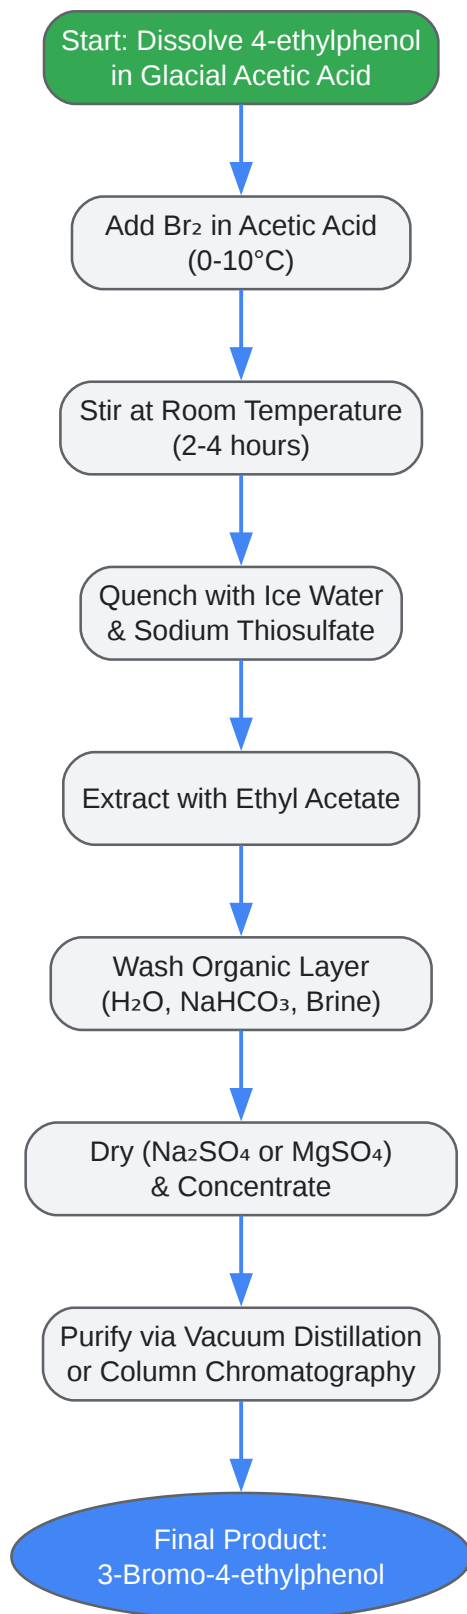 Start: Dissolve 4-ethylphenol
in Glacial Acetic Acid
Add Br₂ in Acetic Acid
(0-10°C)
Stir at Room Temperature
(2-4 hours)
Quench with Ice Water
& Sodium Thiosulfate
Extract with Ethyl Acetate
Wash Organic Layer
(H₂O, NaHCO₃, Brine)
Dry (Na₂SO₄ or MgSO₄)
& Concentrate
Purify via Vacuum Distillation
or Column Chromatography
Final Product:
3-Bromo-4-ethylphenol